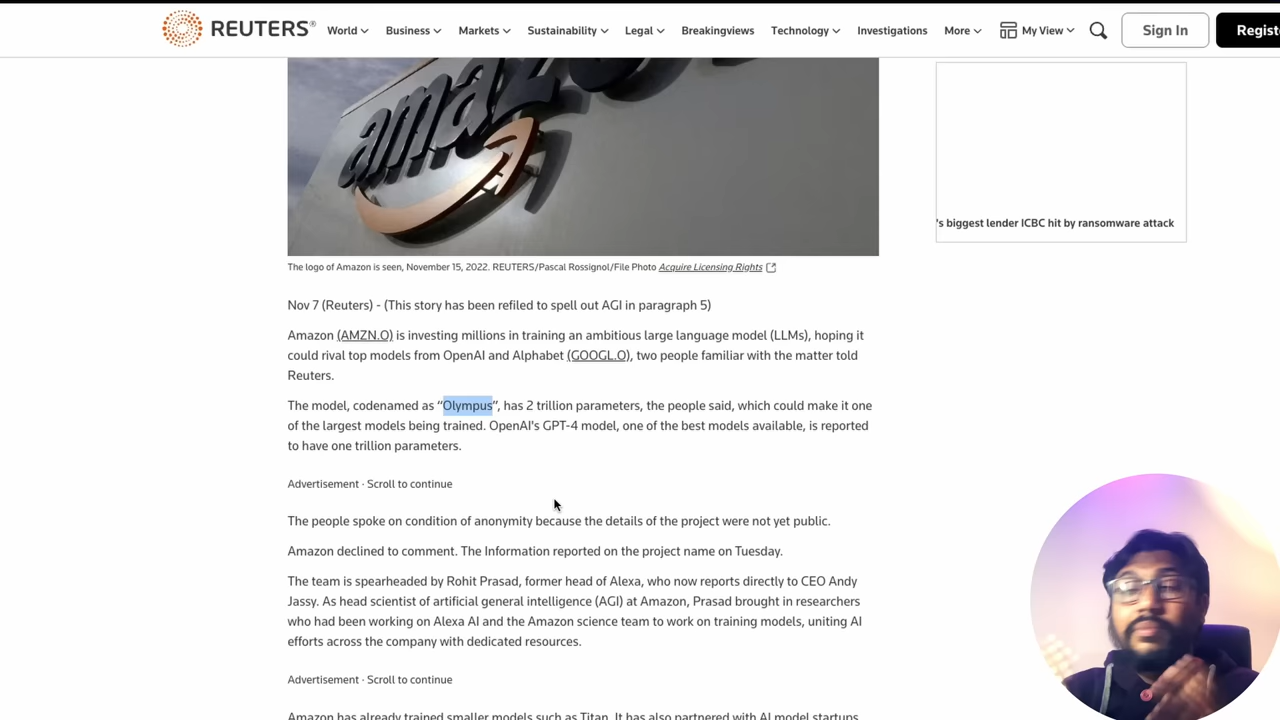 REUTERS®
World
Business
Markets
Sustainability
Legal
Breakingviews
Technology
Investigations
More
My View
Sign In
amazo
's biggest lender ICBC hit by ransomware attack
The logo of Amazon is seen, November 15, 2022. REUTERS/Pascal Rossignol/File Photo Acquire Licensing Rights
Nov 7 (Reuters) - (This story has been refiled to spell out AGI in paragraph 5)
Amazon (AMZN.O) is investing millions in training an ambitious large language model (LLMs), hoping it
could rival top models from OpenAI and Alphabet (GOOGL.O), two people familiar with the matter told
Reuters.
The model, codenamed as “Olympus”, has 2 trillion parameters, the people said, which could make it one
of the largest models being trained. OpenAI's GPT-4 model, one of the best models available, is reported
to have one trillion parameters.
Advertisement · Scroll to continue
The people spoke on condition of anonymity because the details of the project were not yet public.
Amazon declined to comment. The Information reported on the project name on Tuesday.
The team is spearheaded by Rohit Prasad, former head of Alexa, who now reports directly to CEO Andy
Jassy. As head scientist of artificial general intelligence (AGI) at Amazon, Prasad brought in researchers
who had been working on Alexa AI and the Amazon science team to work on training models, uniting AI
efforts across the company with dedicated resources.
Advertisement · Scroll to continue
Amazon has already trained smaller models such as Titan. It has also partnered with AI model startups